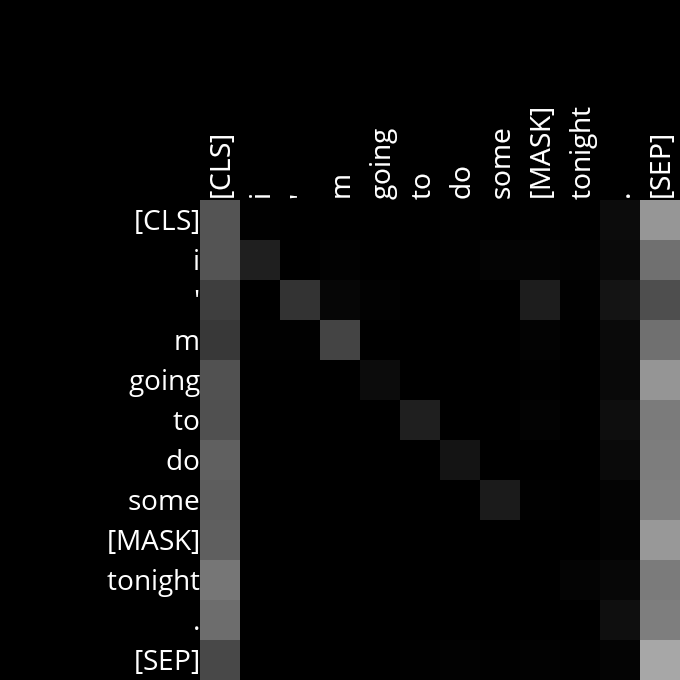 [CLS] i ' m going to do some [MASK] tonight . [SEP]
[CLS]
i
'
m
going
to
do
some
[MASK]
tonight
.
[SEP]